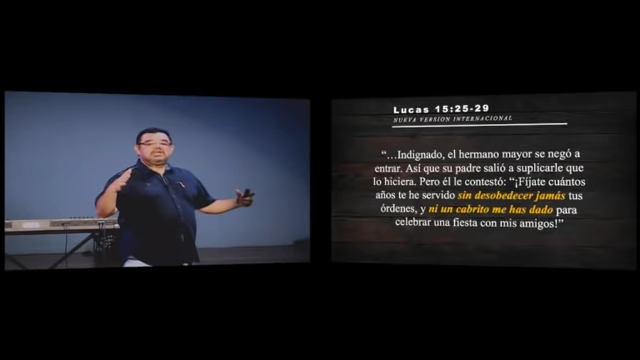 Lucas 15:25-29
NUEVA VERSION INTERNACIONAL
“…Indignado, el hermano mayor se negó a
entrar. Así que su padre salió a suplicarle que
lo hiciera. Pero él le contestó: “¡Fíjate cuántos
años te he servido sin desobedecer jamás tus
órdenes, y ni un cabrito me has dado para
celebrar una fiesta con mis amigos!”